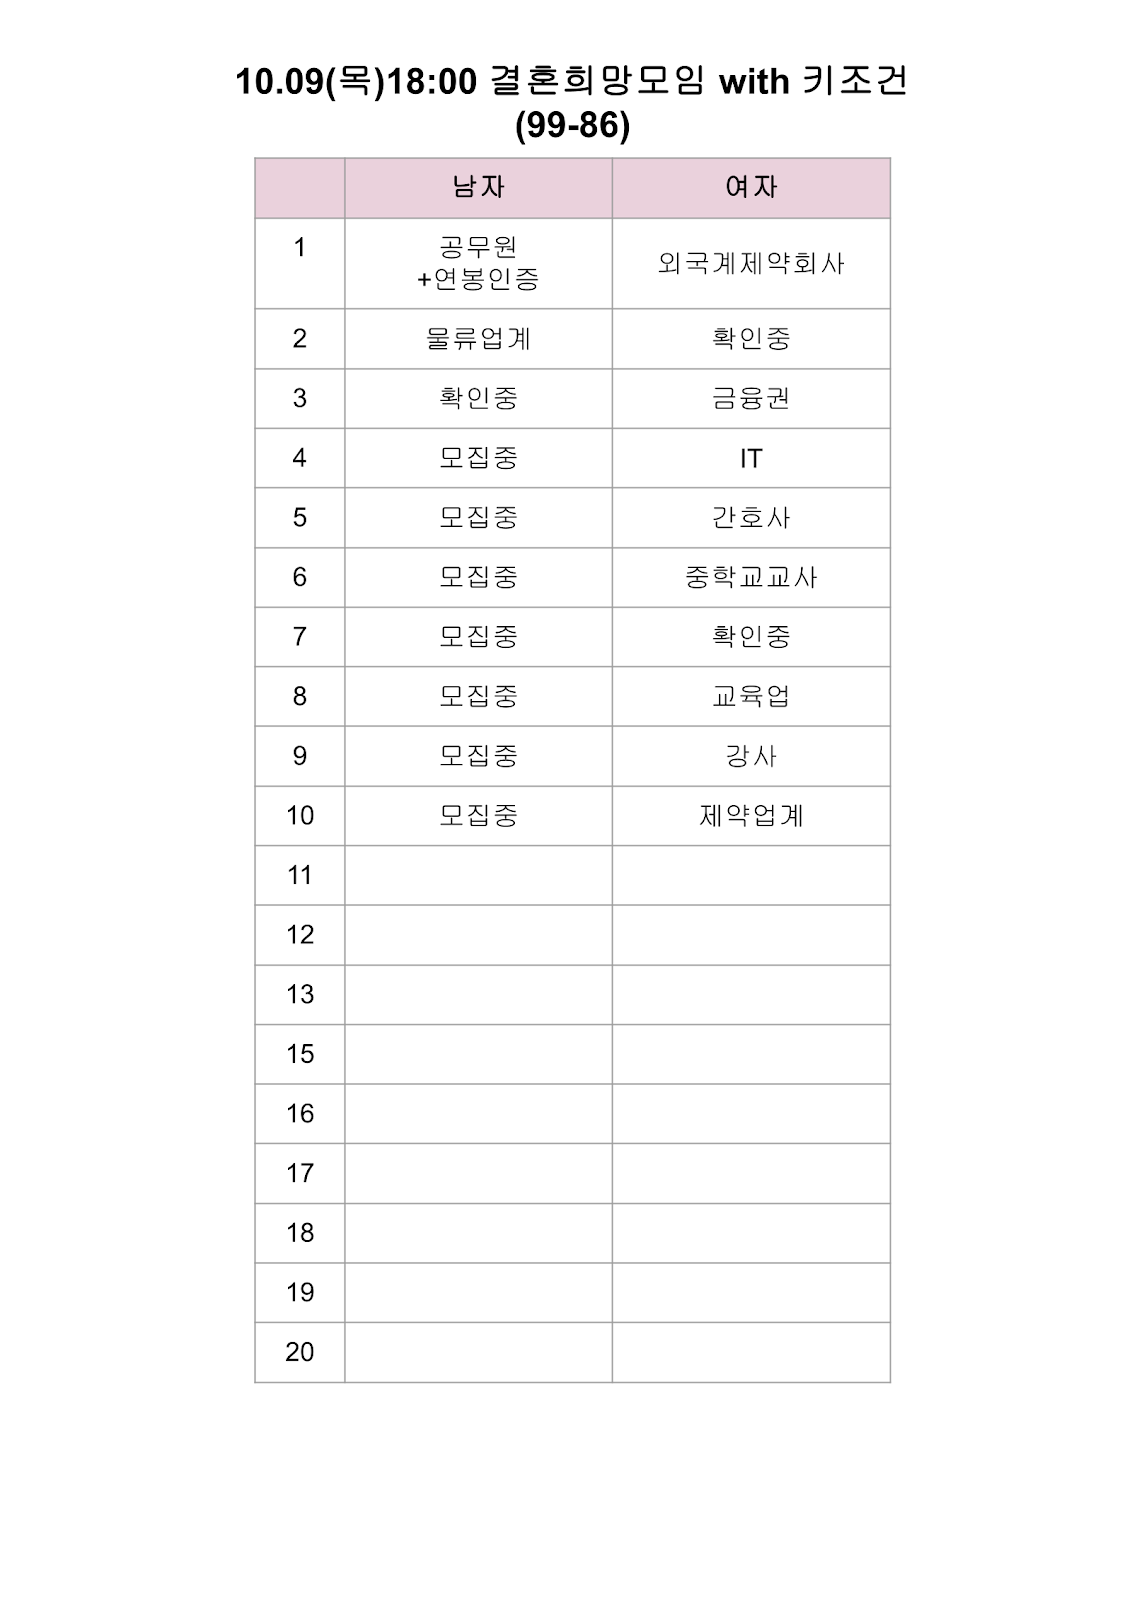 10.09(목)18:00 결혼희망모임 with 키조건
(99-86)
남자 여자
1 공무원
+연봉인증 외국계제약회사
2 물류업계 확인중
3 확인중 금융권
4 모집중 IT
5 모집중 간호사
6 모집중 중학교교사
7 모집중 확인중
8 모집중 교육업
9 모집중 강사
10 모집중 제약업계
11
12
13
15
16
17
18
19
20